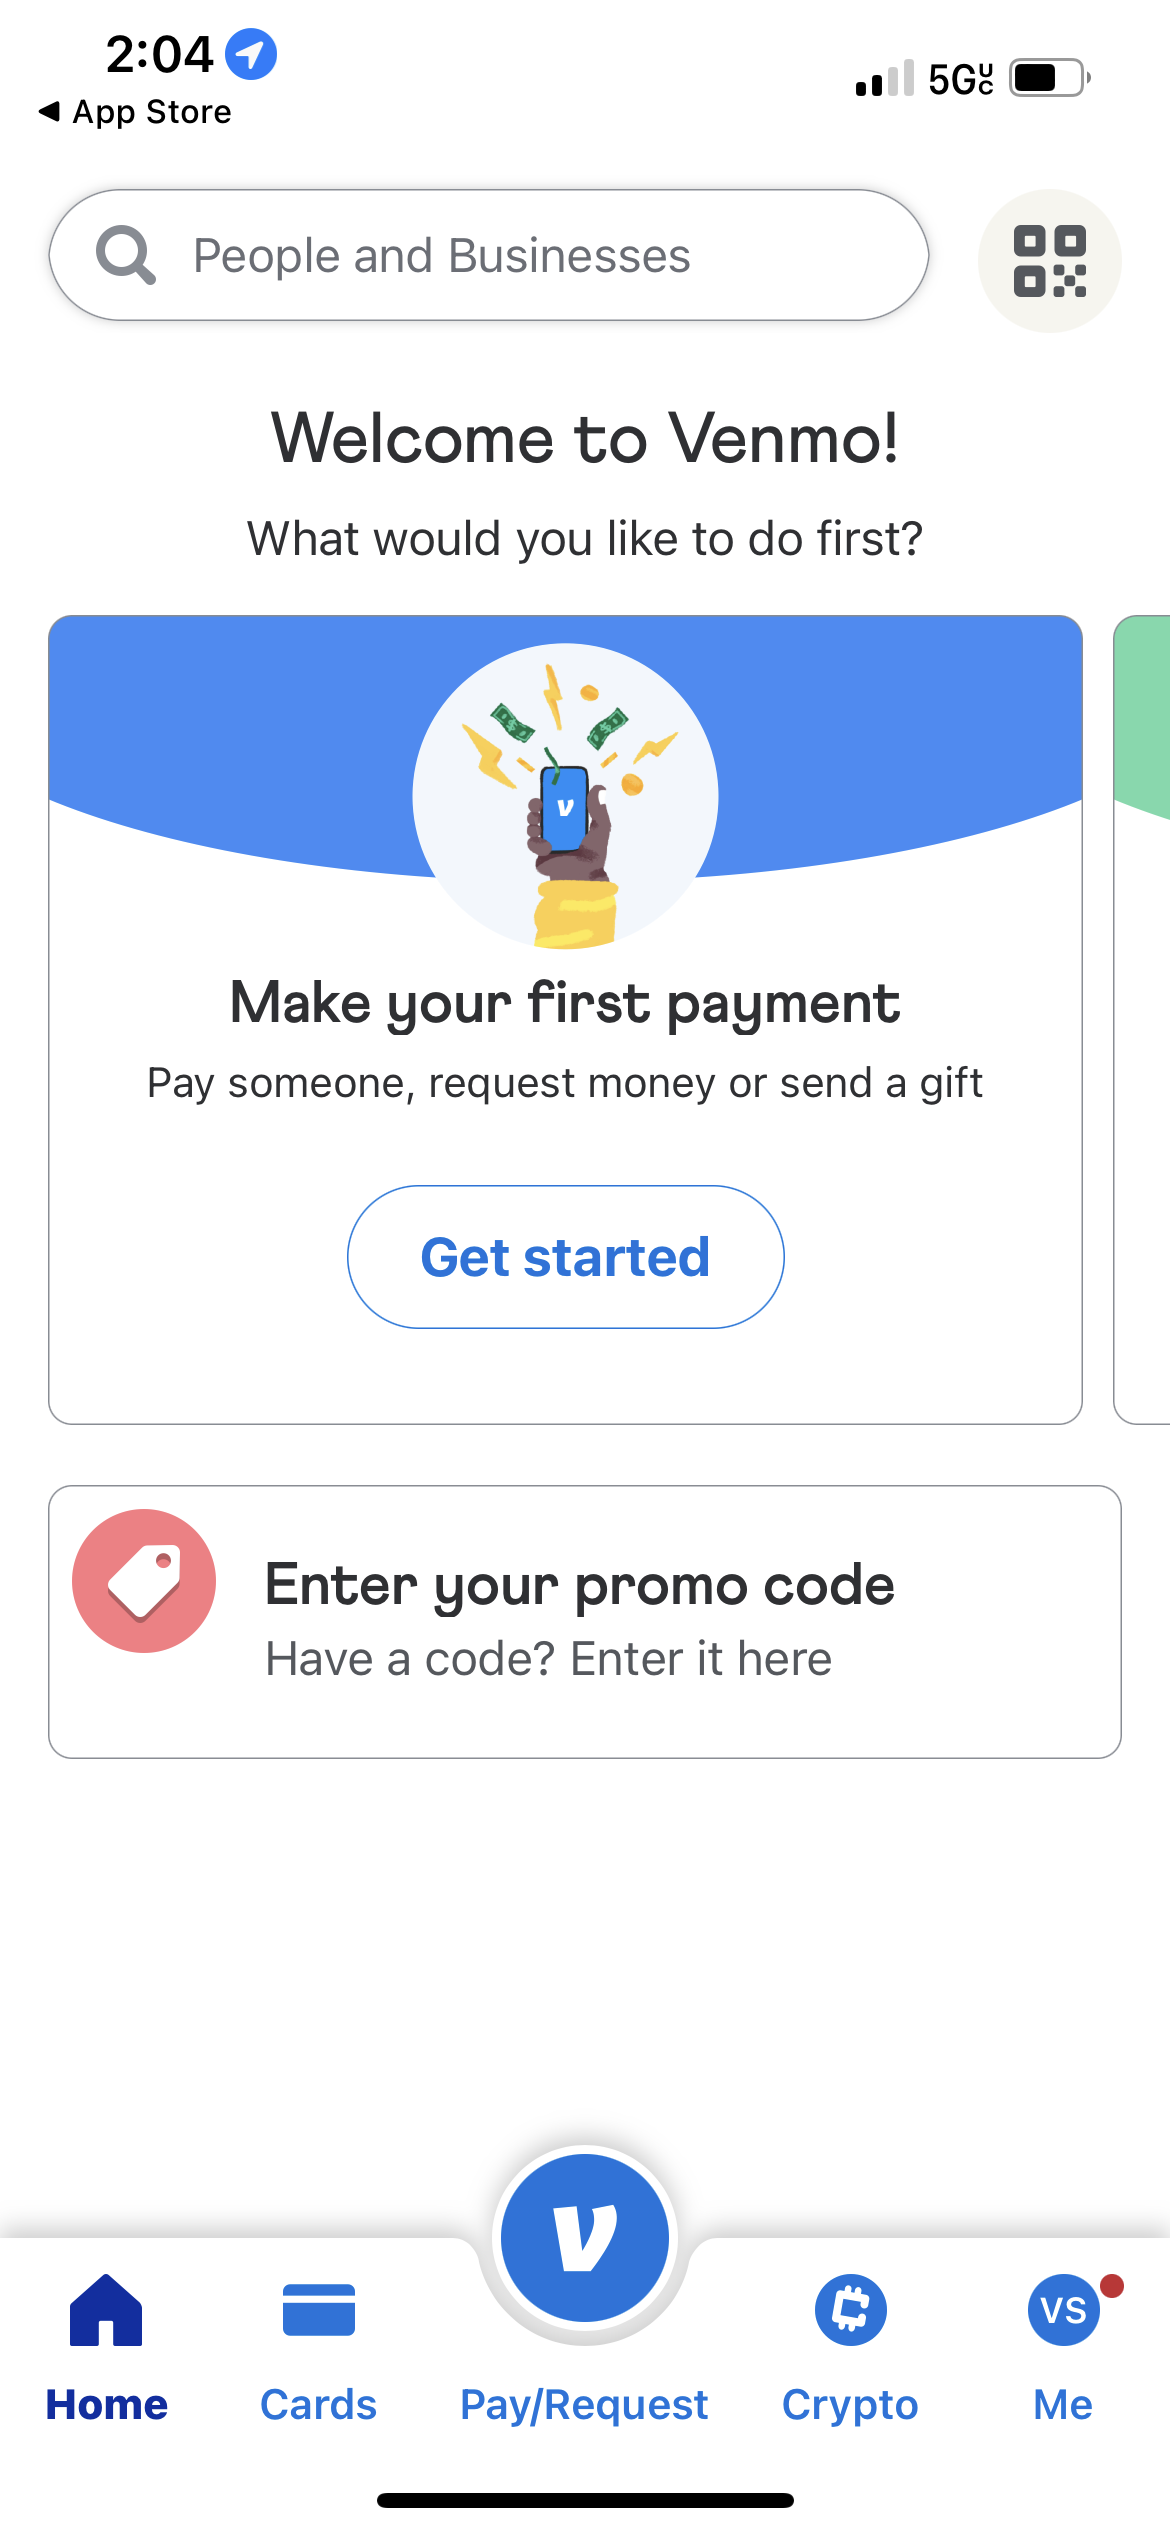 2:04
5GUC
◀ App Store
People and Businesses
Welcome to Venmo!
What would you like to do first?
v
Make your first payment
Pay someone, request money or send a gift
Get started
Enter your promo code
Have a code? Enter it here
v
VS
Home
Cards
Pay/Request
Crypto
Me